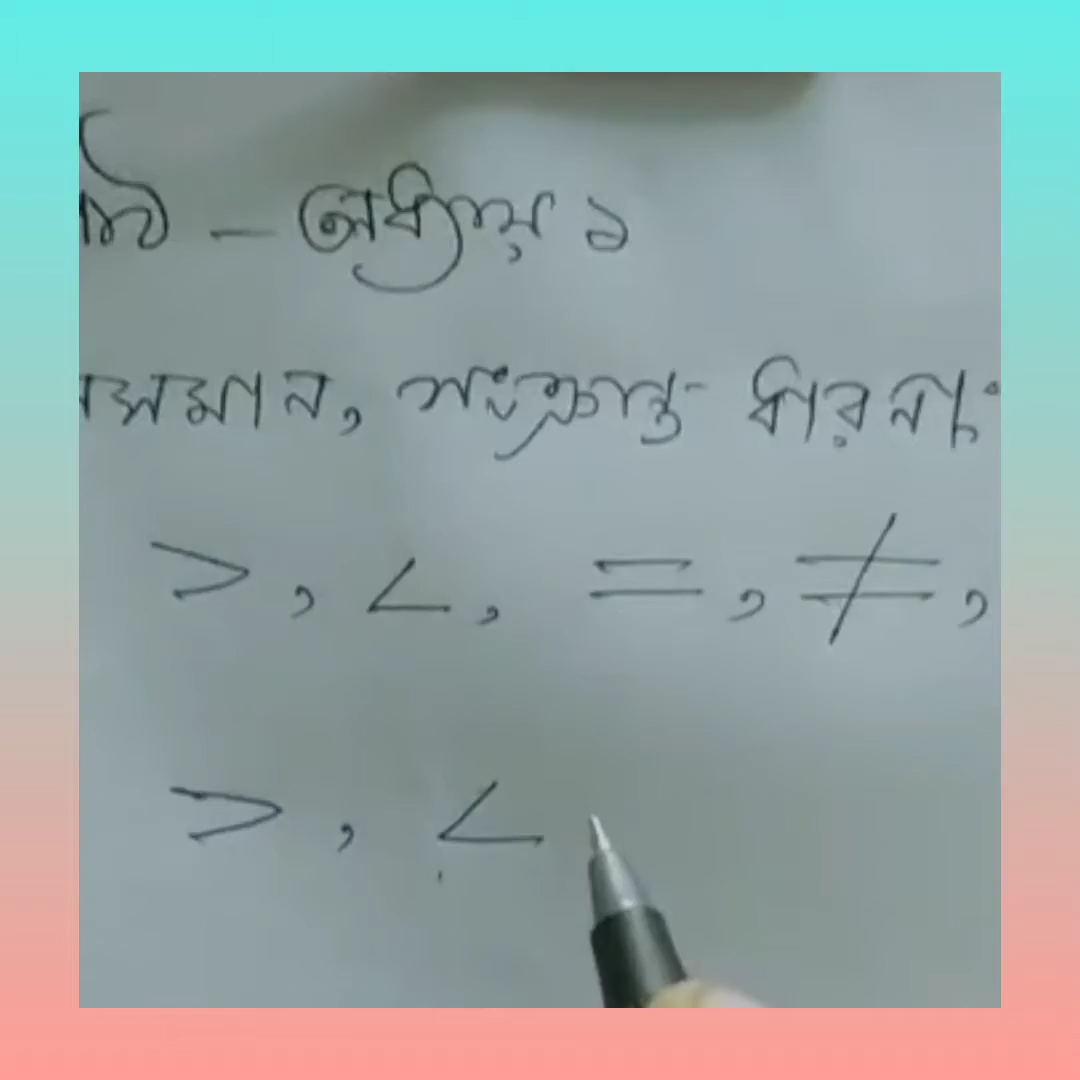 – অধ্যায় ১
অসমান, সংক্রান্ত ধারনাঃ
>, <, =, ≠,
>, <